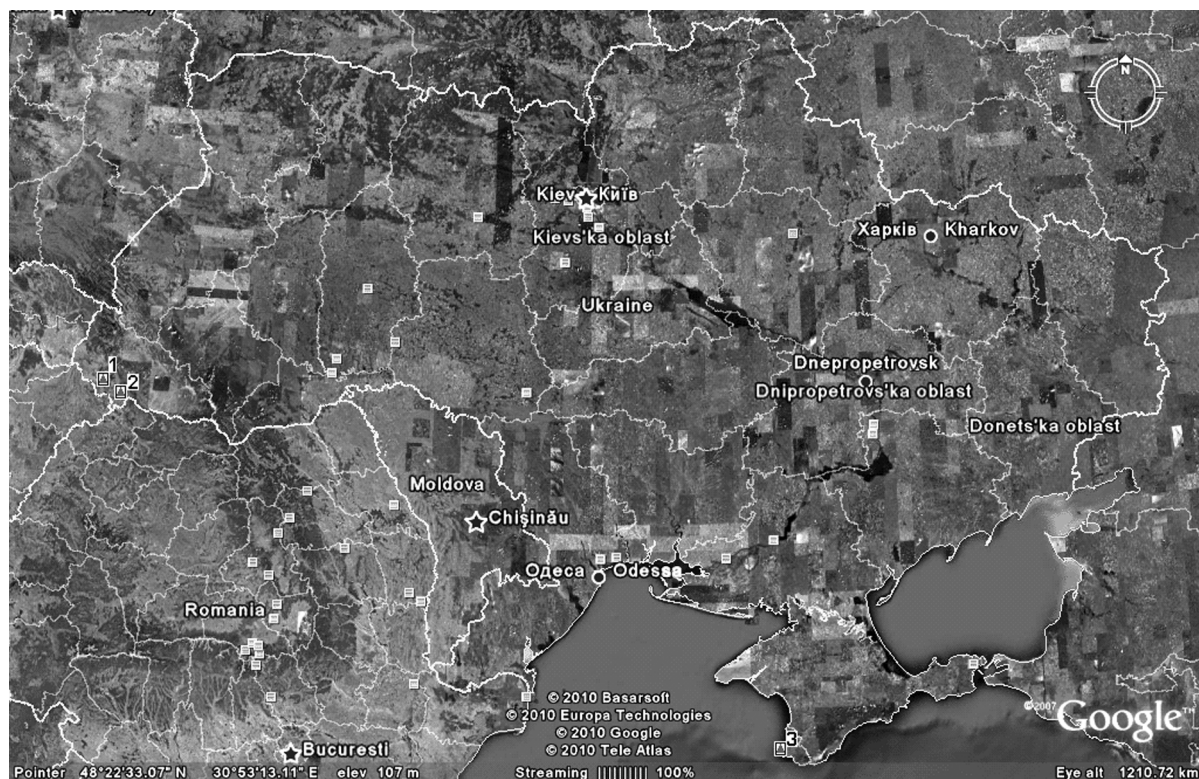 N
Kiev Київ
Kievs'ka oblast
Харків Kharkov
Ukraine
Dnepropetrovsk
Dnipropetrovs'ka oblast
1
2
Donets'ka oblast
Moldova
Chişinău
Одеса Odessa
Romania
© 2010 Basarsoft
© 2010 Europa Technologies
© 2010 Google
© 2010 Tele Atlas
©2007 Google™
3
Bucuresti
Pointer 48°22'33.07" N 30°53'13.11" E elev 107 m Streaming 100% Eye alt 1210.72 km